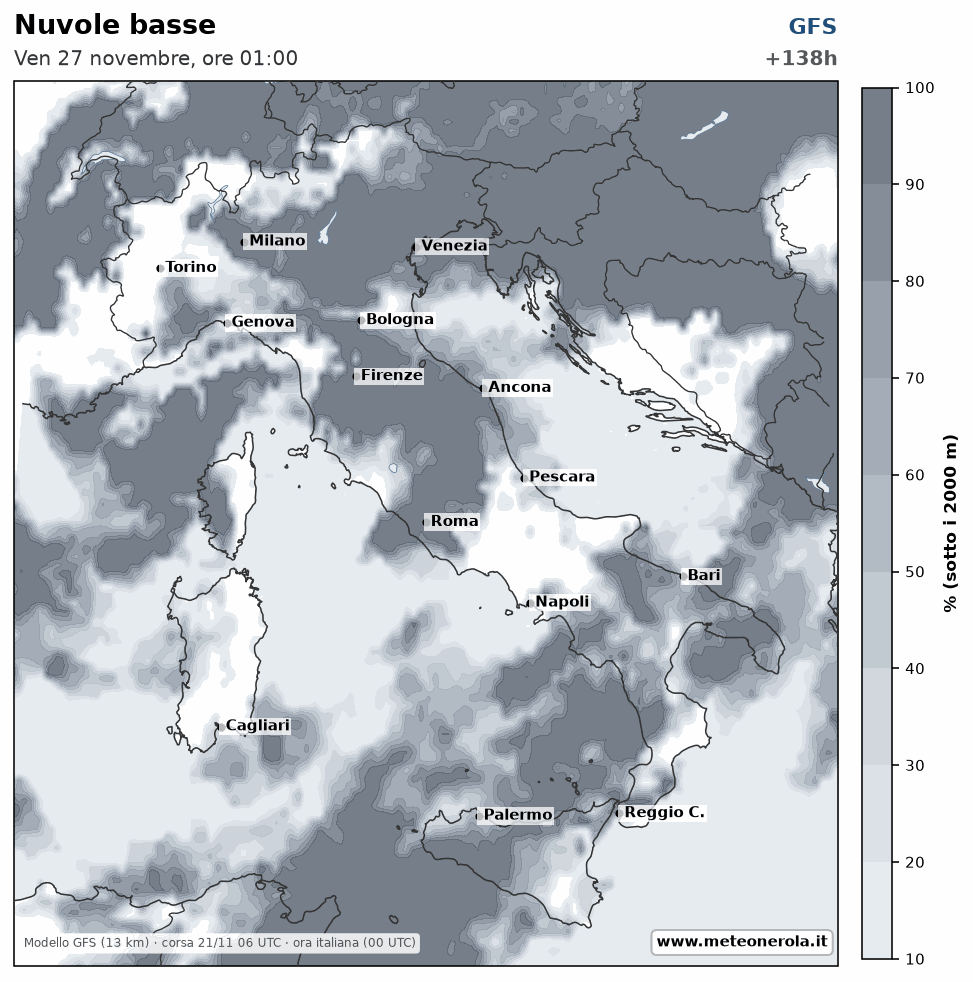 Nuvole basse
GFS
Ven 27 novembre, ore 01:00
+138h
Milano
Venezia
Torino
Genova
Bologna
Firenze
Ancona
Pescara
Roma
Bari
Napoli
Cagliari
Palermo
Reggio C.
Modello GFS (13 km) · corsa 21/11 06 UTC · ora italiana (00 UTC)
www.meteonerola.it
100
90
80
70
60
50
40
30
20
10
% (sotto i 2000 m)